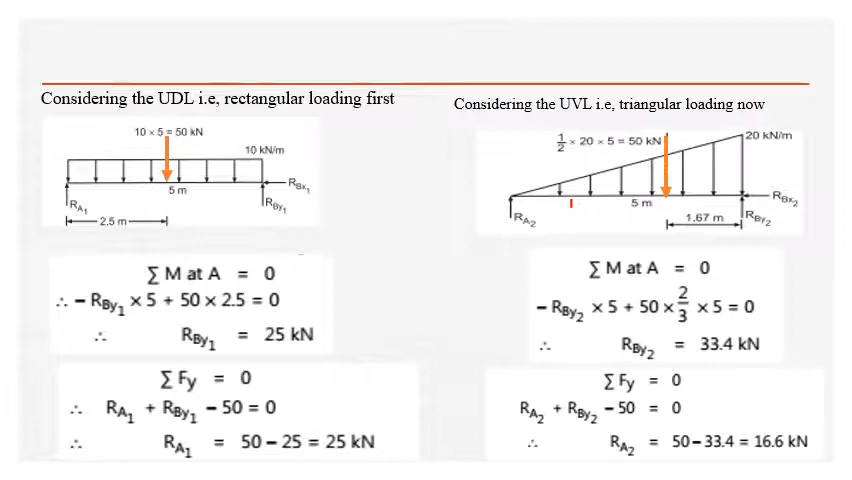 Considering the UDL i.e, rectangular loading first
10 × 5 = 50 kN
10 kN/m
R_A₁
5 m
R_Bx₁
R_By₁
2.5 m
∑ M at A = 0
∴ − R_By₁ × 5 + 50 × 2.5 = 0
∴ R_By₁ = 25 kN
∑ Fy = 0
∴ R_A₁ + R_By₁ − 50 = 0
∴ R_A₁ = 50 − 25 = 25 kN
Considering the UVL i.e, triangular loading now
1/2 × 20 × 5 = 50 kN
20 kN/m
R_A₂
5 m
R_Bx₂
1.67 m
R_By₂
∑ M at A = 0
− R_By₂ × 5 + 50 × 2/3 × 5 = 0
∴ R_By₂ = 33.4 kN
∑ Fy = 0
R_A₂ + R_By₂ − 50 = 0
∴ R_A₂ = 50 − 33.4 = 16.6 kN